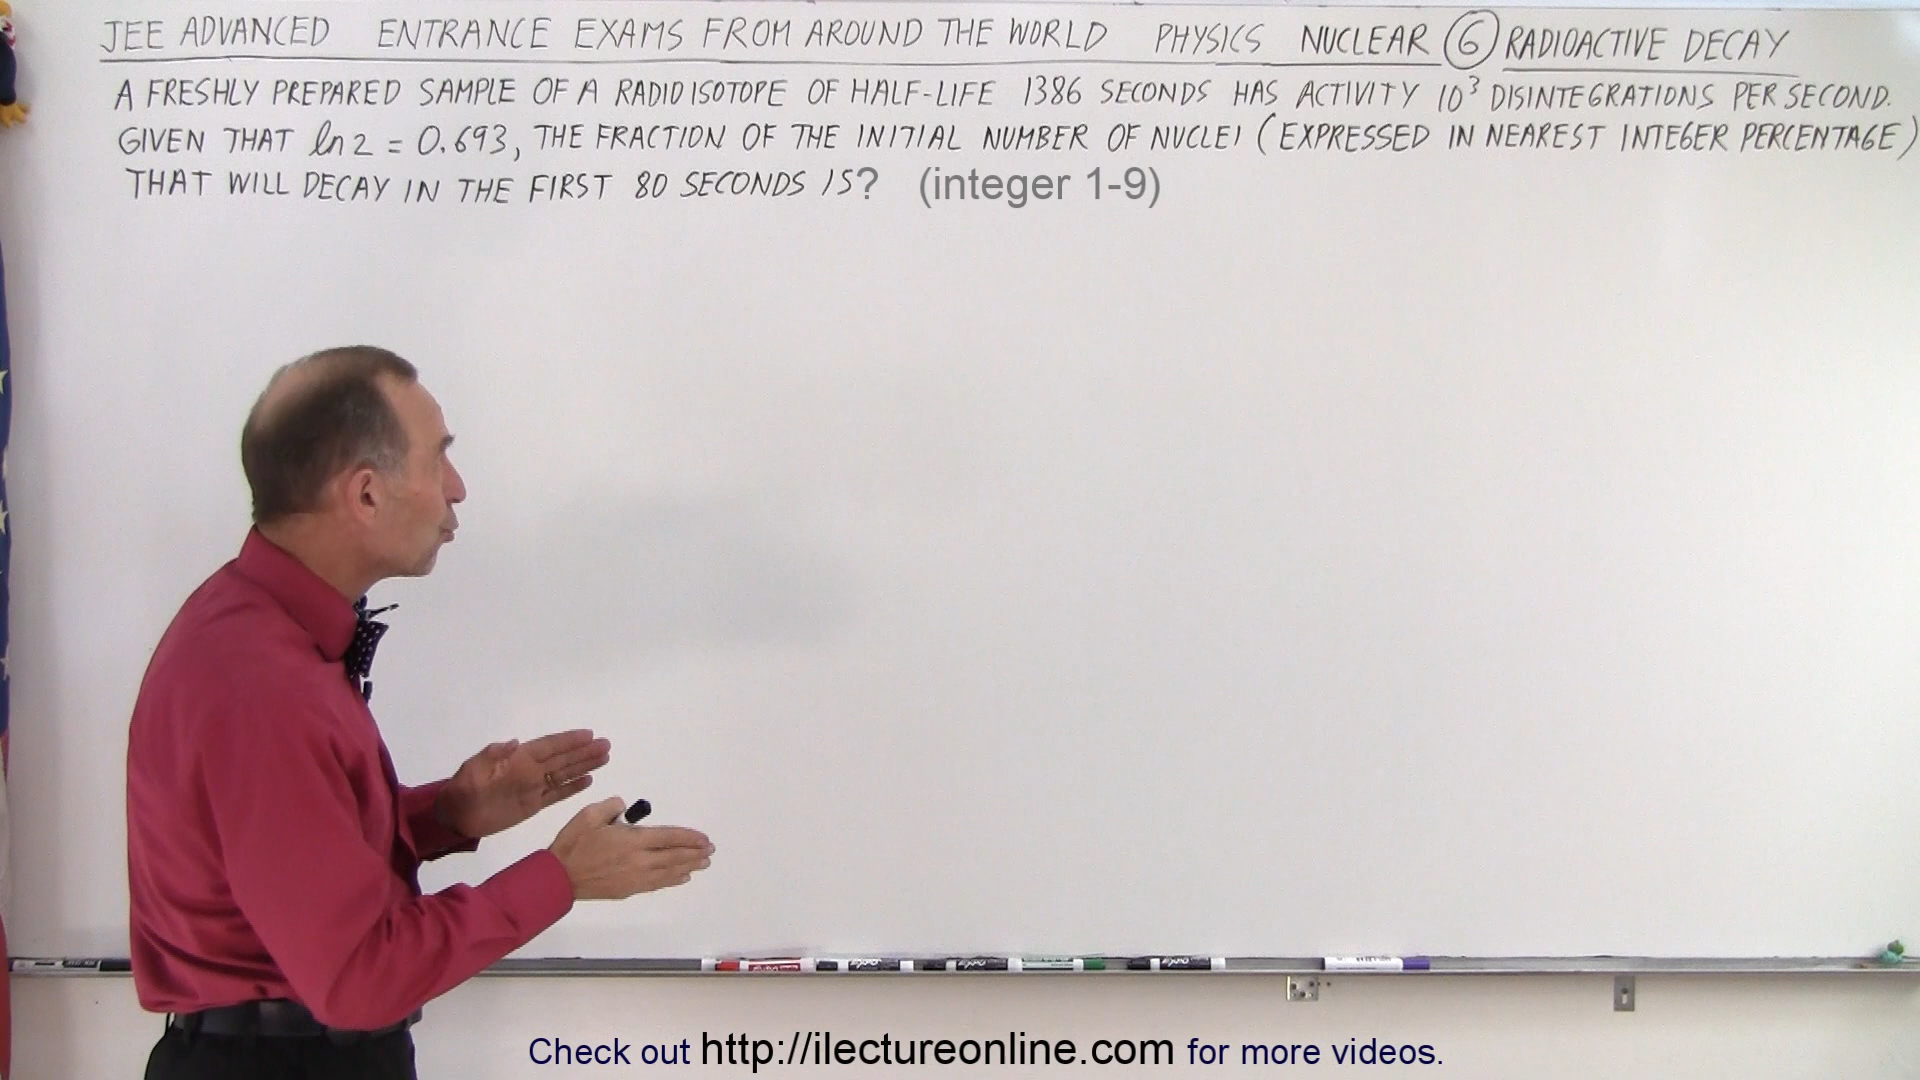 JEE ADVANCED ENTRANCE EXAMS FROM AROUND THE WORLD PHYSICS NUCLEAR 6 RADIOACTIVE DECAY
A FRESHLY PREPARED SAMPLE OF A RADIOISOTOPE OF HALF-LIFE 1386 SECONDS HAS ACTIVITY 10³ DISINTEGRATIONS PER SECOND.
GIVEN THAT ln 2 = 0.693, THE FRACTION OF THE INITIAL NUMBER OF NUCLEI (EXPRESSED IN NEAREST INTEGER PERCENTAGE)
THAT WILL DECAY IN THE FIRST 80 SECONDS IS? (integer 1-9)
Check out http://ilectureonline.com for more videos.